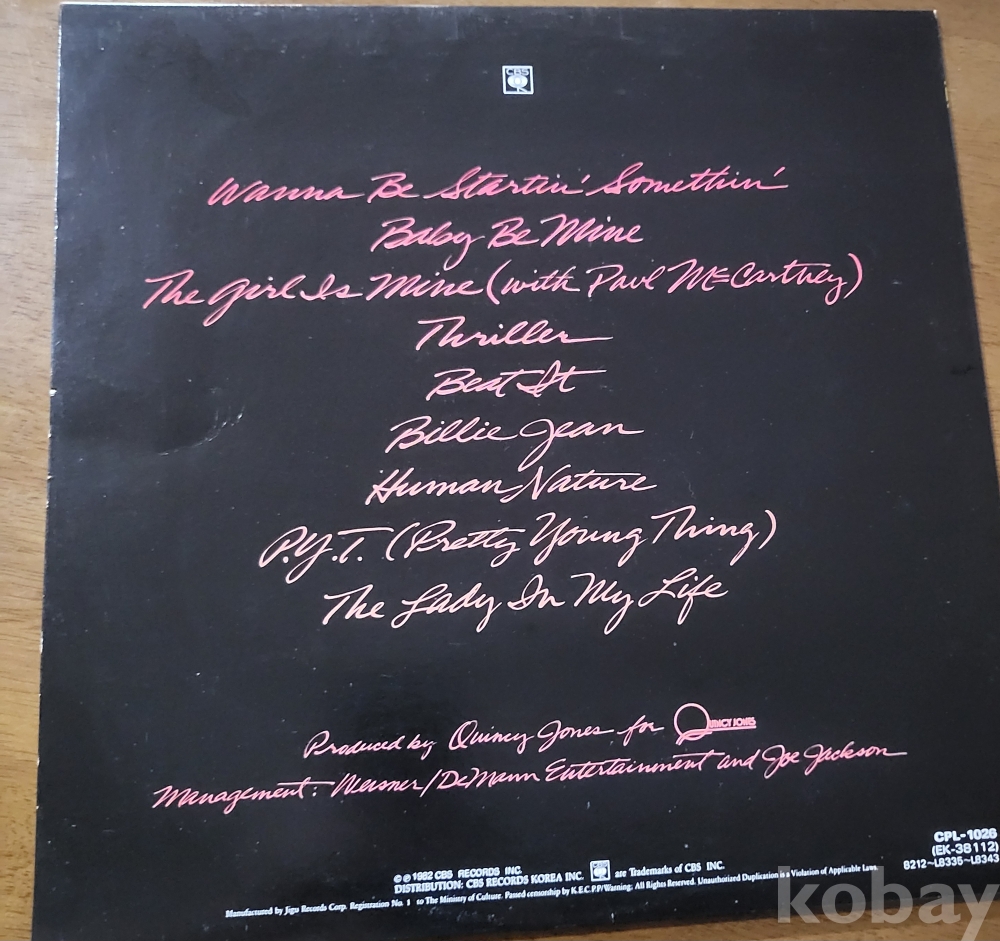 CBS
Wanna Be Startin' Somethin'
Baby Be Mine
The Girl Is Mine (with Paul McCartney)
Thriller
Beat It
Billie Jean
Human Nature
P.Y.T. (Pretty Young Thing)
The Lady In My Life
Produced by Quincy Jones for QUINCY JONES
Management: Weisner/DeMann Entertainment and Joe Jackson
CPL-1026
(EK-38112)
8212~L8335~L8343
© ℗ 1982 CBS RECORDS INC. CBS are Trademarks of CBS INC.
DISTRIBUTION: CBS RECORDS KOREA INC.
Manufactured by Jigu Records Corp. Registration No. 1 to The Ministry of Culture. Passed censorship by K.E.C.P.P/Warning. All Rights Reserved. Unauthorized Duplication is a Violation of Applicable Laws.
kobay